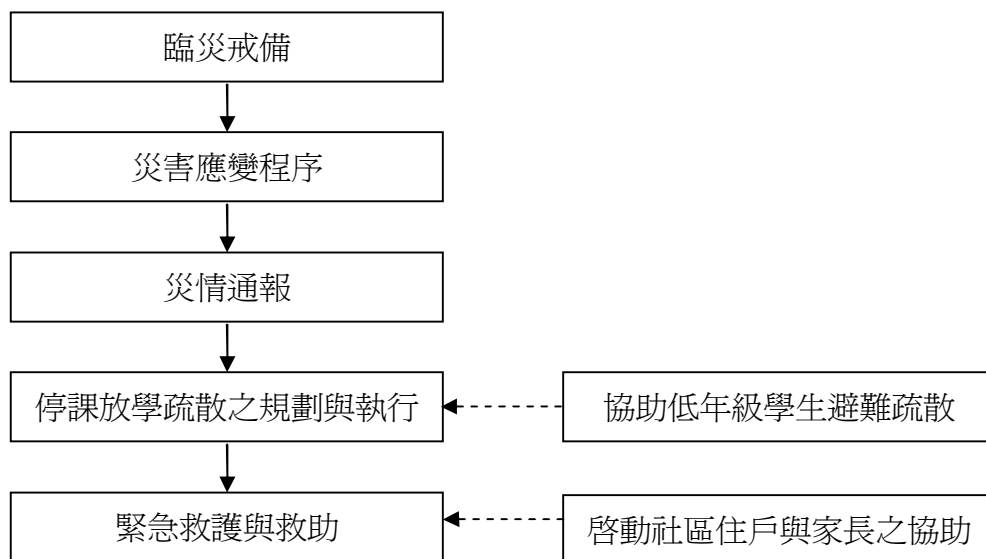 臨災戒備
災害應變程序
災情通報
停課放學疏散之規劃與執行
協助低年級學生避難疏散
緊急救護與救助
啓動社區住戶與家長之協助